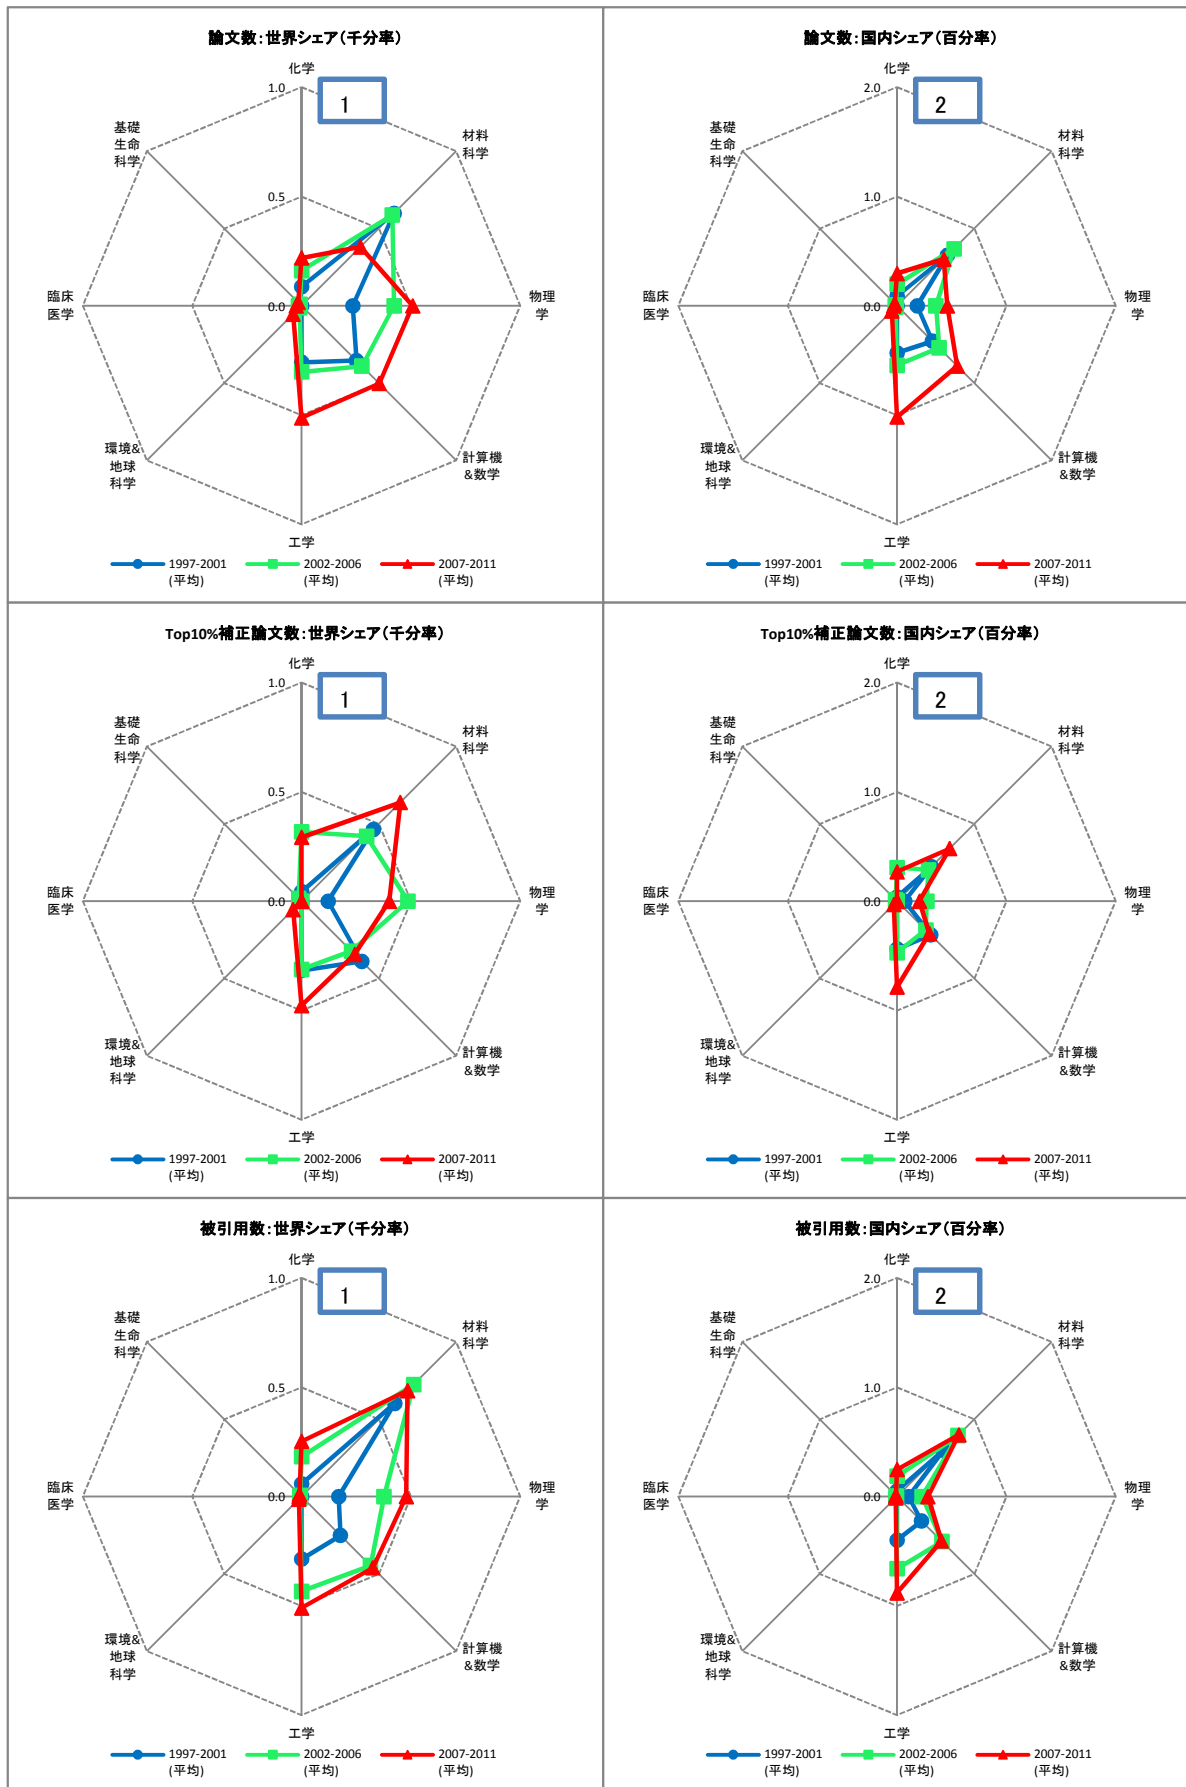 論文数：世界シェア（千分率）
化学
1.0
1
基礎
生命
科学
材料
科学
0.5
臨床
医学
0.0
物理
学
環境&
地球
科学
計算機
&数学
工学
1997-2001
(平均)
2002-2006
(平均)
2007-2011
(平均)
論文数：国内シェア（百分率）
化学
2.0
2
基礎
生命
科学
材料
科学
1.0
臨床
医学
0.0
物理
学
環境&
地球
科学
計算機
&数学
工学
1997-2001
(平均)
2002-2006
(平均)
2007-2011
(平均)
Top10%補正論文数：世界シェア（千分率）
化学
1.0
1
基礎
生命
科学
材料
科学
0.5
臨床
医学
0.0
物理
学
環境&
地球
科学
計算機
&数学
工学
1997-2001
(平均)
2002-2006
(平均)
2007-2011
(平均)
Top10%補正論文数：国内シェア（百分率）
化学
2.0
2
基礎
生命
科学
材料
科学
1.0
臨床
医学
0.0
物理
学
環境&
地球
科学
計算機
&数学
工学
1997-2001
(平均)
2002-2006
(平均)
2007-2011
(平均)
被引用数：世界シェア（千分率）
化学
1.0
1
基礎
生命
科学
材料
科学
0.5
臨床
医学
0.0
物理
学
環境&
地球
科学
計算機
&数学
工学
1997-2001
(平均)
2002-2006
(平均)
2007-2011
(平均)
被引用数：国内シェア（百分率）
化学
2.0
2
基礎
生命
科学
材料
科学
1.0
臨床
医学
0.0
物理
学
環境&
地球
科学
計算機
&数学
工学
1997-2001
(平均)
2002-2006
(平均)
2007-2011
(平均)